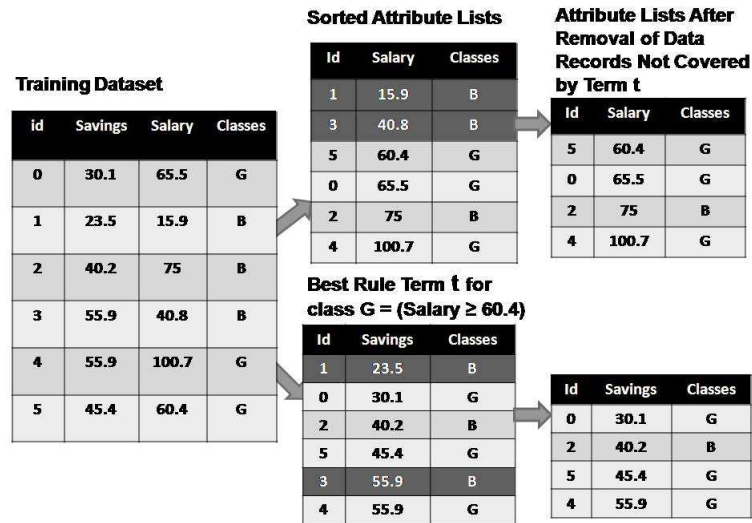 Training Dataset
id Savings Salary Classes
0 30.1 65.5 G
1 23.5 15.9 B
2 40.2 75 B
3 55.9 40.8 B
4 55.9 100.7 G
5 45.4 60.4 G
Sorted Attribute Lists
Id Salary Classes
1 15.9 B
3 40.8 B
5 60.4 G
0 65.5 G
2 75 B
4 100.7 G
Best Rule Term t for
class G = (Salary ≥ 60.4)
Id Savings Classes
1 23.5 B
0 30.1 G
2 40.2 B
5 45.4 G
3 55.9 B
4 55.9 G
Attribute Lists After
Removal of Data
Records Not Covered
by Term t
Id Salary Classes
5 60.4 G
0 65.5 G
2 75 B
4 100.7 G
Id Savings Classes
0 30.1 G
2 40.2 B
5 45.4 G
4 55.9 G